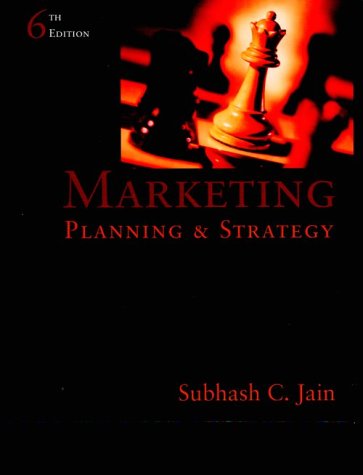 6TH
EDITION
MARKETING
PLANNING & STRATEGY
Subhash C. Jain